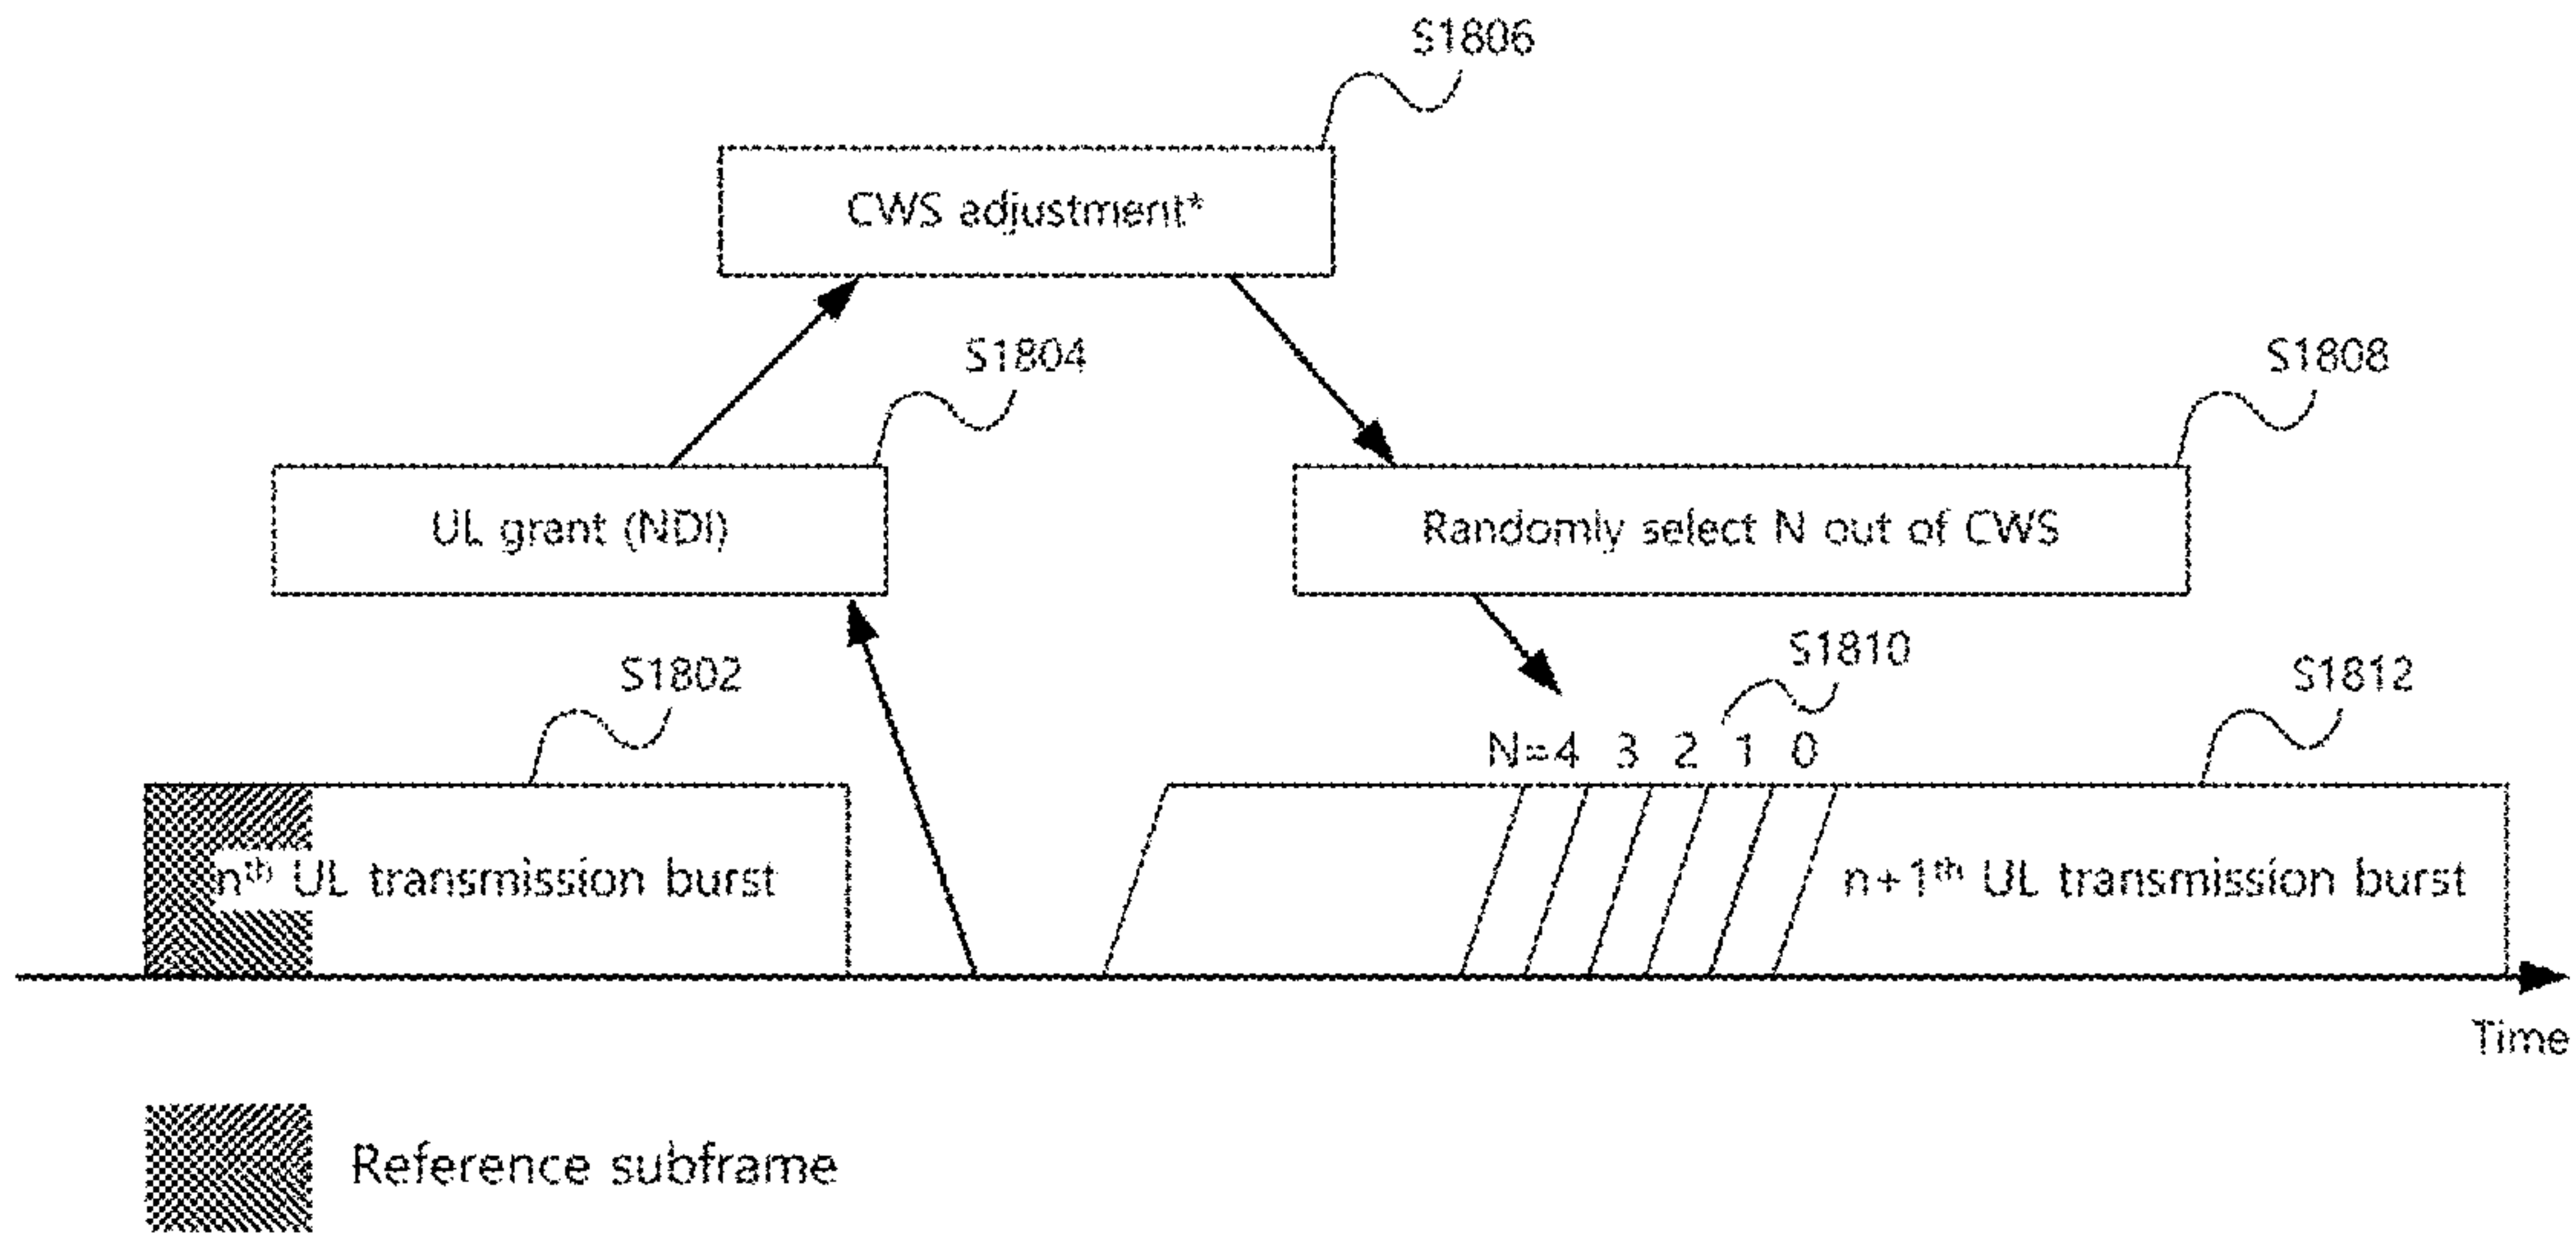 S1806
CWS adjustment*
S1804
S1808
UL grant (NDI)
Randomly select N out of CWS
S1802
S1810
S1812
N=4 3 2 1 0
nth UL transmission burst
n+1th UL transmission burst
Time
Reference subframe